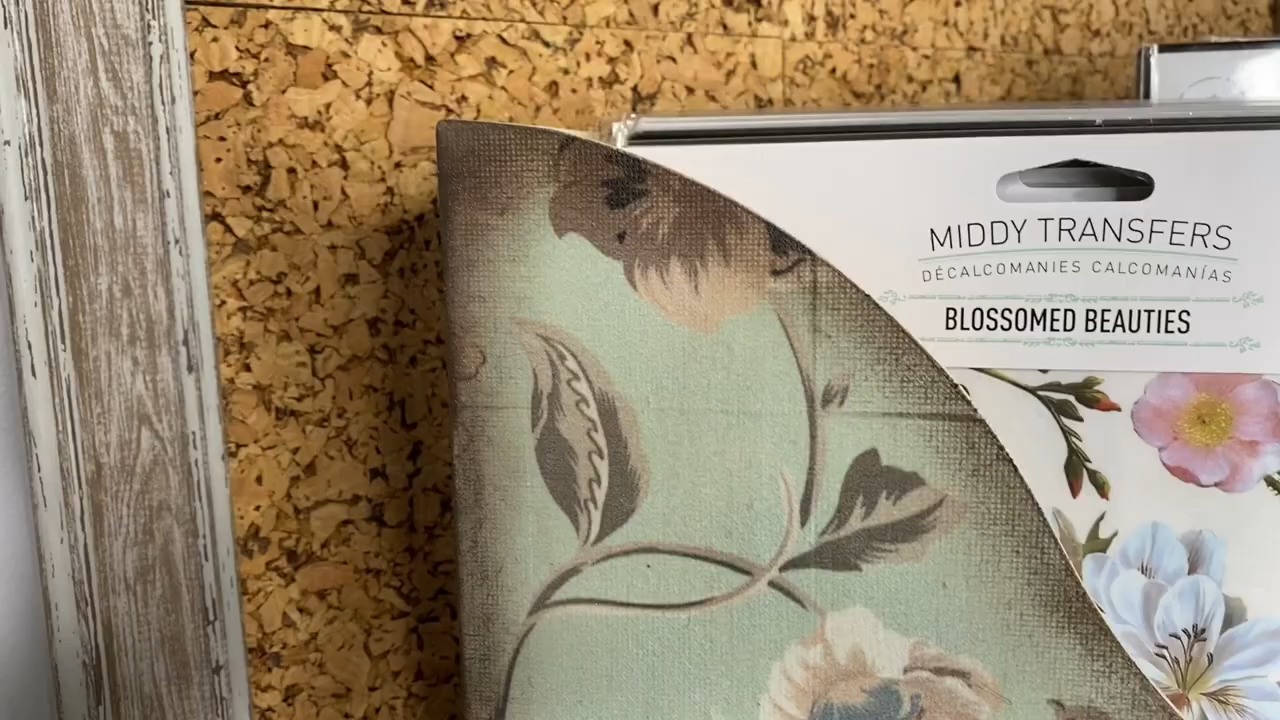 MIDDY TRANSFERS
DÉCALCOMANIES CALCOMANÍAS
BLOSSOMED BEAUTIES